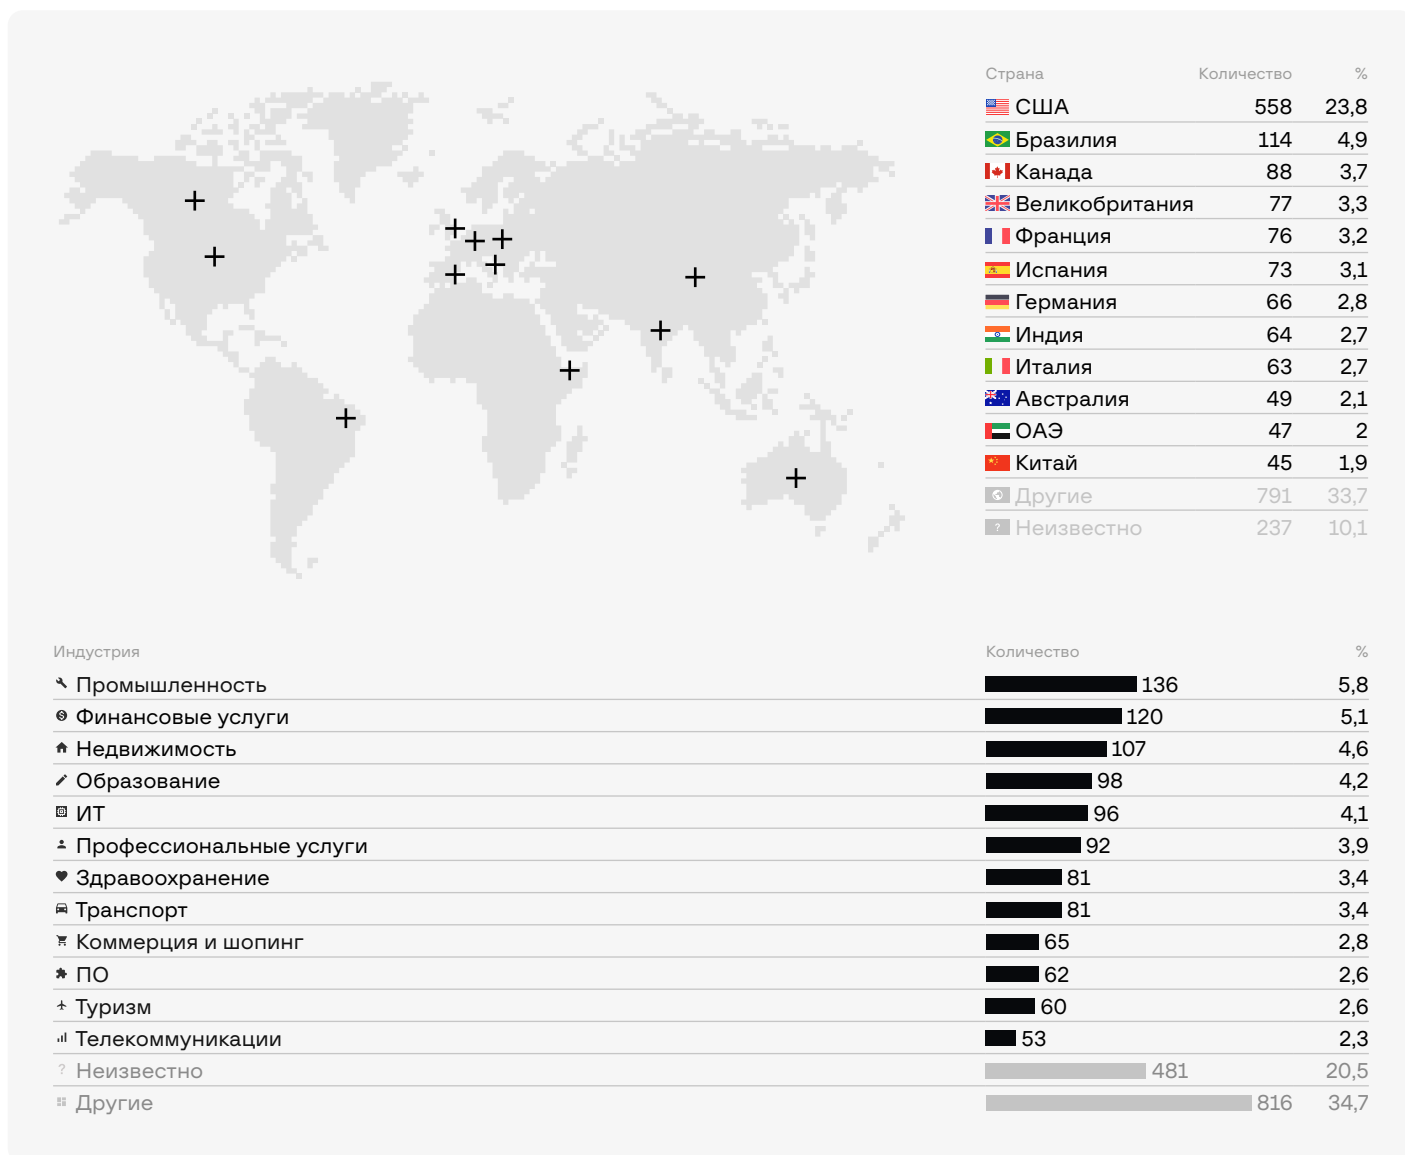 Страна Количество %
США 558 23,8
Бразилия 114 4,9
Канада 88 3,7
Великобритания 77 3,3
Франция 76 3,2
Испания 73 3,1
Германия 66 2,8
Индия 64 2,7
Италия 63 2,7
Австралия 49 2,1
ОАЭ 47 2
Китай 45 1,9
Другие 791 33,7
? Неизвестно 237 10,1
Индустрия Количество %
Промышленность 136 5,8
Финансовые услуги 120 5,1
Недвижимость 107 4,6
Образование 98 4,2
ИТ 96 4,1
Профессиональные услуги 92 3,9
Здравоохранение 81 3,4
Транспорт 81 3,4
Коммерция и шопинг 65 2,8
ПО 62 2,6
Туризм 60 2,6
Телекоммуникации 53 2,3
? Неизвестно 481 20,5
Другие 816 34,7